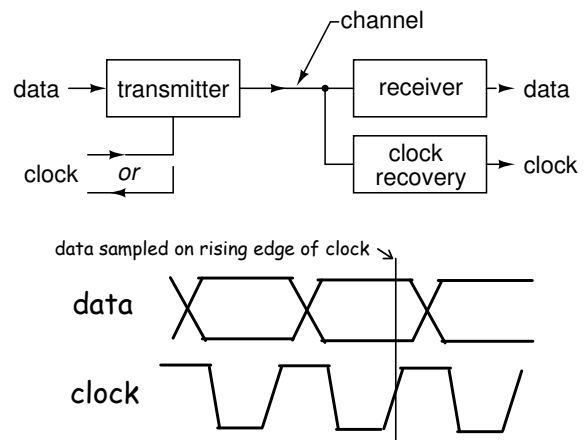 channel
data
transmitter
receiver
data
clock
or
clock
recovery
clock
data sampled on rising edge of clock
data
clock